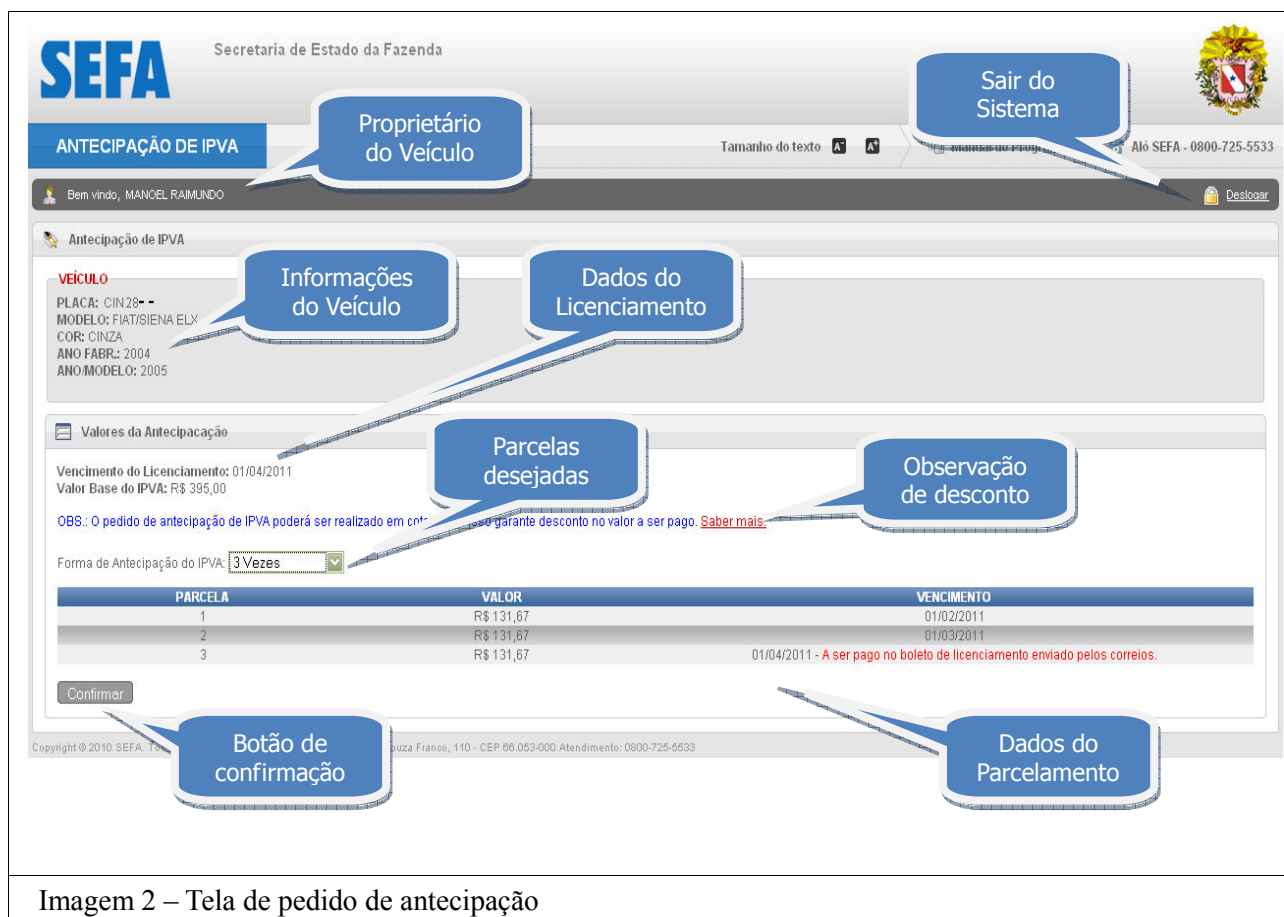 SEFA
Secretaria de Estado da Fazenda
Sair do
Sistema
Proprietário
do Veículo
ANTECIPAÇÃO DE IPVA
Tamanho do texto A- A+
Alô SEFA - 0800-725-5533
Bem vindo, MANOEL RAIMUNDO
Deslogar
Antecipação de IPVA
VEÍCULO
Informações
do Veículo
Dados do
Licenciamento
PLACA: CIN28- -
MODELO: FIAT/SIENA ELX
COR: CINZA
ANO FABR.: 2004
ANO/MODELO: 2005
Valores da Antecipacação
Parcelas
desejadas
Observação
de desconto
Vencimento do Licenciamento: 01/04/2011
Valor Base do IPVA: R$ 395,00
OBS.: O pedido de antecipação de IPVA poderá ser realizado em garante desconto no valor a ser pago. Saber mais.
Forma de Antecipação do IPVA: 3 Vezes
PARCELA VALOR VENCIMENTO
1 R$ 131,67 01/02/2011
2 R$ 131,67 01/03/2011
3 R$ 131,67 01/04/2011 - A ser pago no boleto de licenciamento enviado pelos correios.
Confirmar
Botão de
confirmação
Dados do
Parcelamento
Copyright © 2010 SEFA. Franco, 110 - CEP 66.053-000 Atendimento: 0800-725-5533
Imagem 2 – Tela de pedido de antecipação